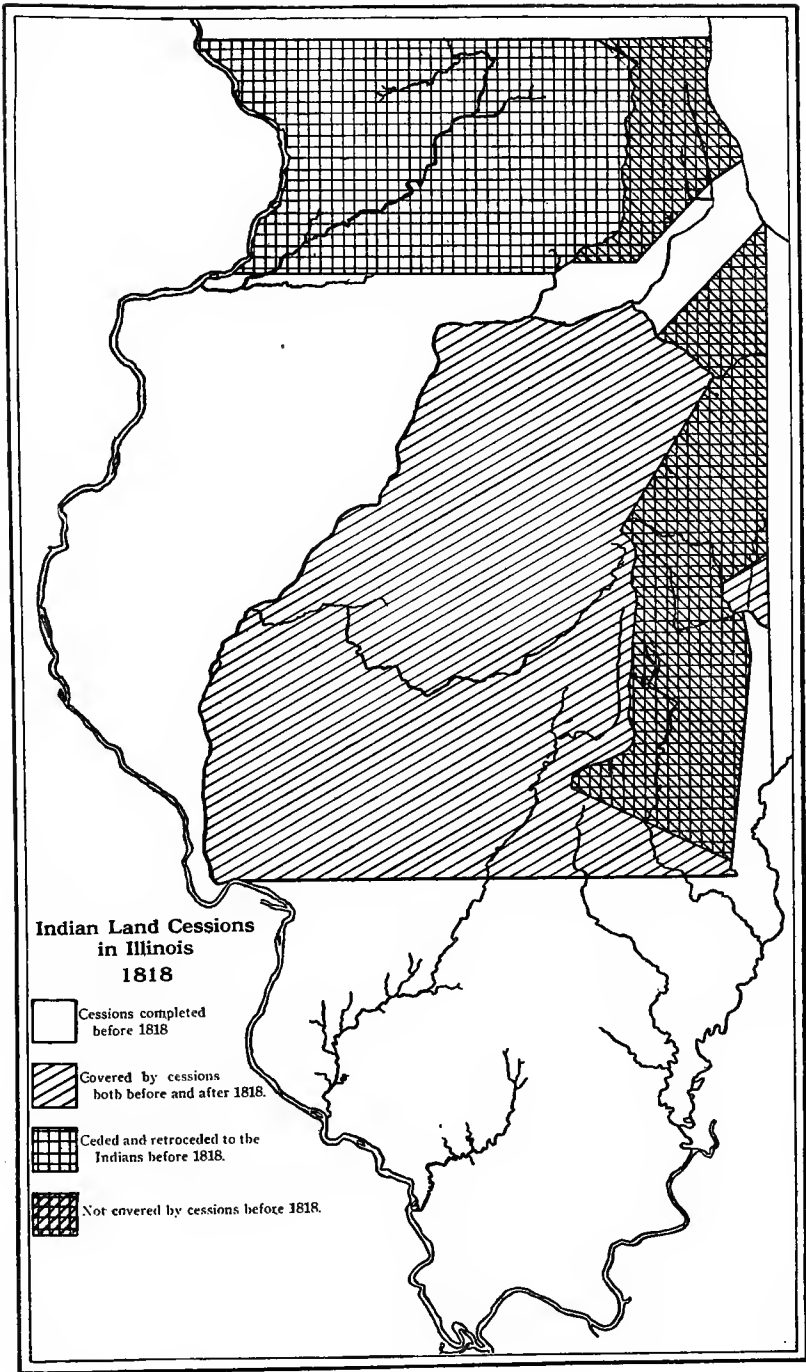 Indian Land Cessions
in Illinois
1818
Cessions completed
before 1818
Covered by cessions
both before and after 1818.
Ceded and retroceded to the
Indians before 1818.
Not covered by cessions before 1818.